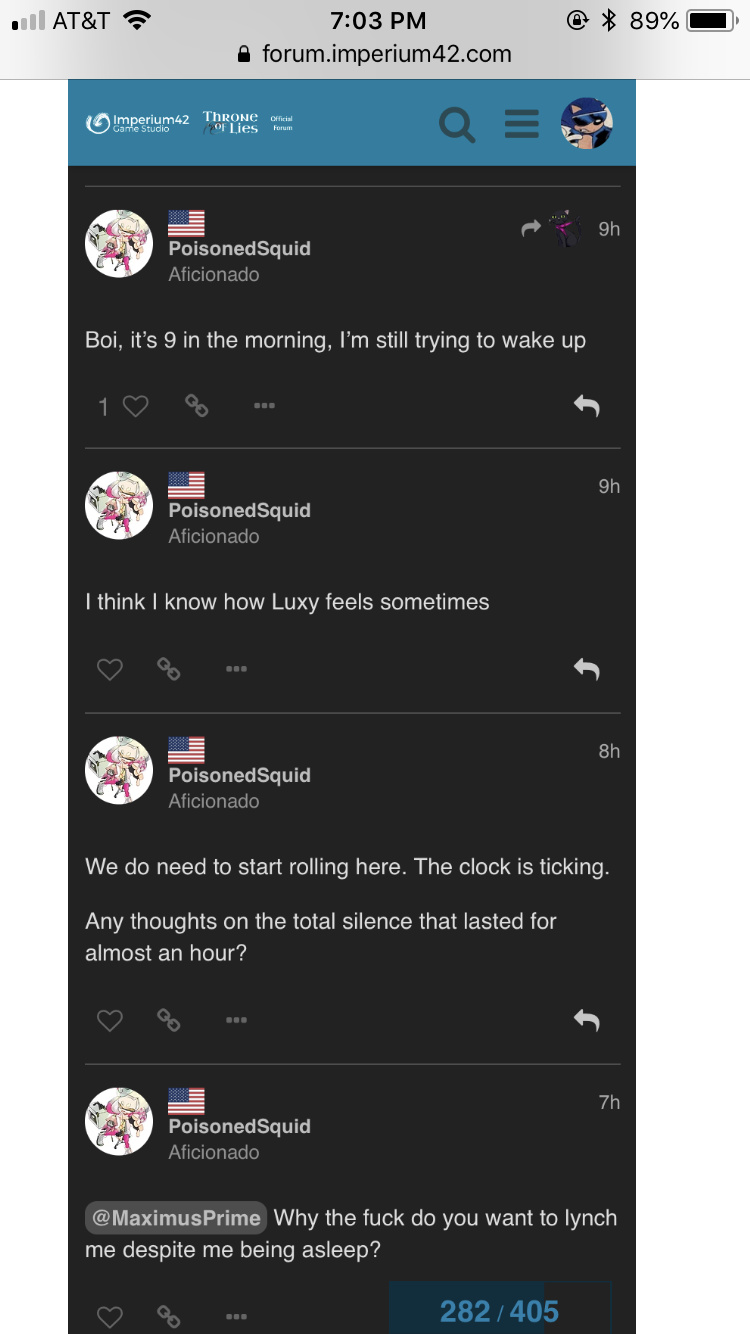 AT&T 7:03 PM 89%
forum.imperium42.com
Imperium42 Game Studio Throne of Lies Official Forum
PoisonedSquid 9h
Aficionado
Boi, it’s 9 in the morning, I’m still trying to wake up
1
PoisonedSquid 9h
Aficionado
I think I know how Luxy feels sometimes
PoisonedSquid 8h
Aficionado
We do need to start rolling here. The clock is ticking.
Any thoughts on the total silence that lasted for
almost an hour?
PoisonedSquid 7h
Aficionado
@MaximusPrime Why the fuck do you want to lynch
me despite me being asleep?
282 / 405